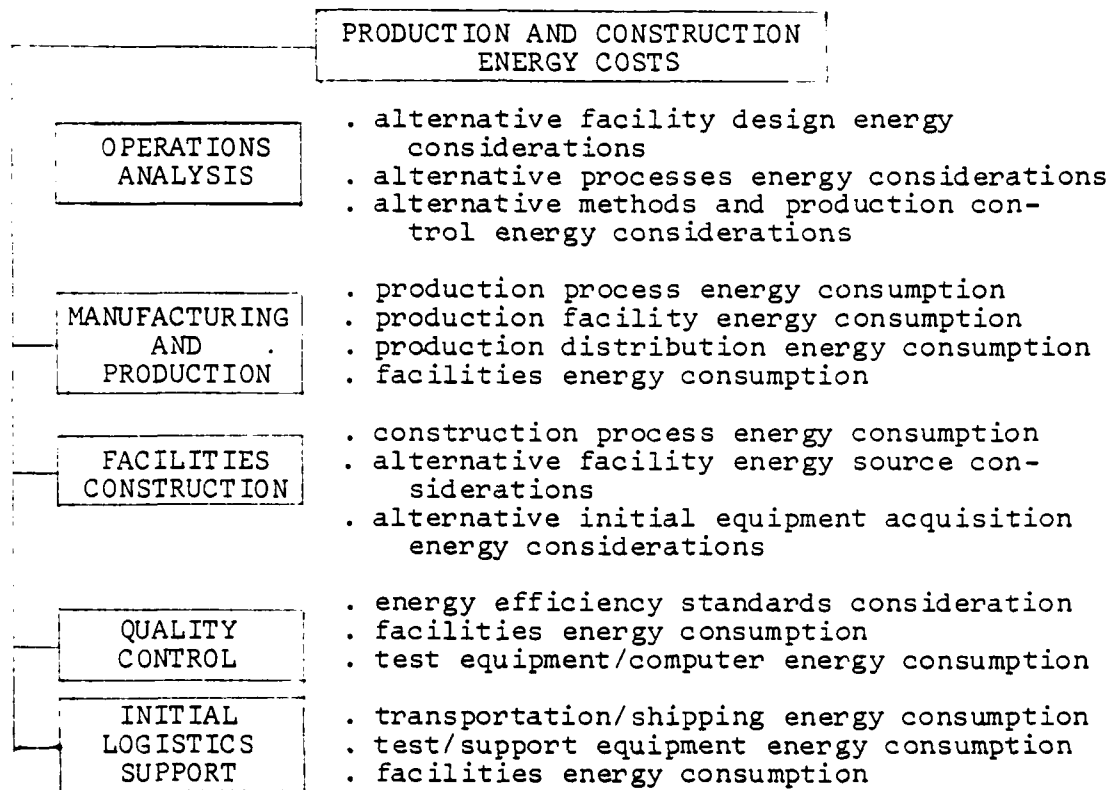 PRODUCTION AND CONSTRUCTION
ENERGY COSTS
OPERATIONS
ANALYSIS
. alternative facility design energy
considerations
. alternative processes energy considerations
. alternative methods and production con-
trol energy considerations
MANUFACTURING
AND .
PRODUCTION
. production process energy consumption
. production facility energy consumption
. production distribution energy consumption
. facilities energy consumption
FACILITIES
CONSTRUCTION
. construction process energy consumption
. alternative facility energy source con-
siderations
. alternative initial equipment acquisition
energy considerations
QUALITY
CONTROL
. energy efficiency standards consideration
. facilities energy consumption
. test equipment/computer energy consumption
INITIAL
LOGISTICS
SUPPORT
. transportation/shipping energy consumption
. test/support equipment energy consumption
. facilities energy consumption